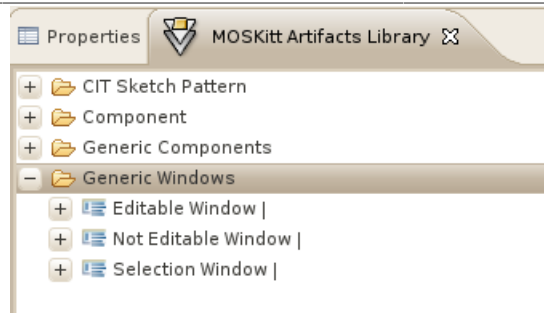 Properties MOSKitt Artifacts Library
CIT Sketch Pattern
Component
Generic Components
Generic Windows
Editable Window |
Not Editable Window |
Selection Window |